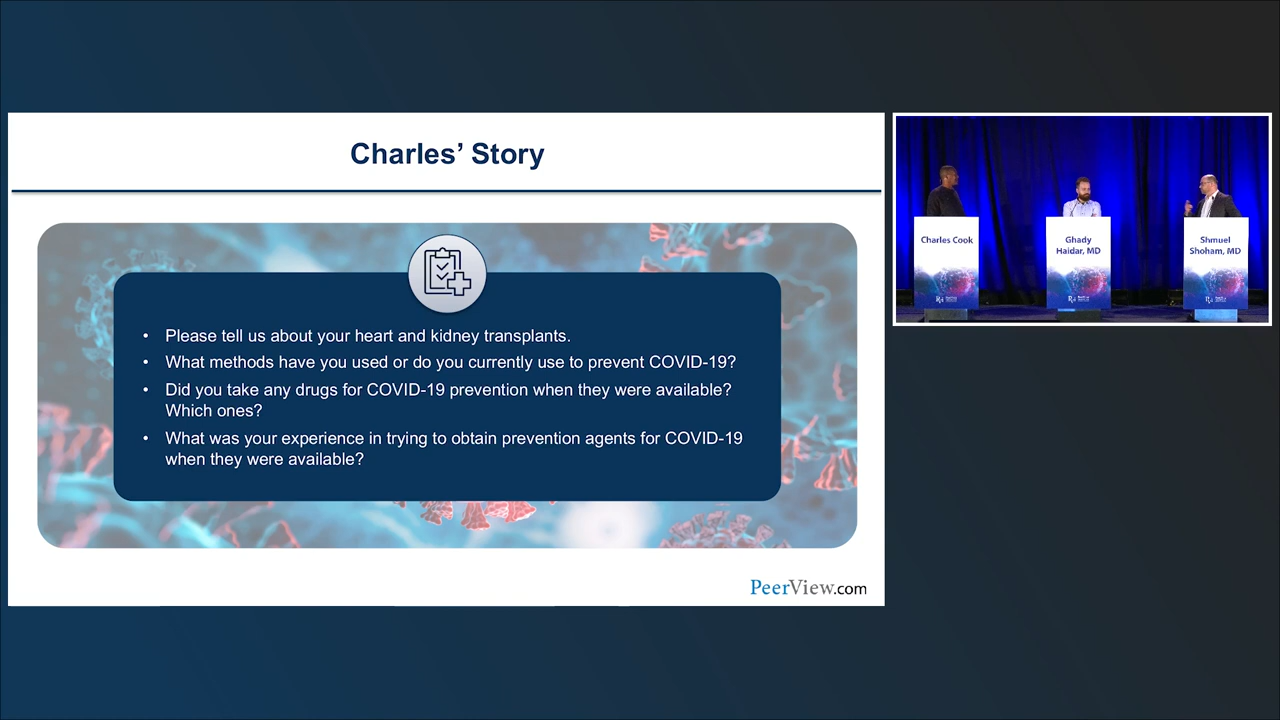 Charles’ Story
• Please tell us about your heart and kidney transplants.
• What methods have you used or do you currently use to prevent COVID-19?
• Did you take any drugs for COVID-19 prevention when they were available?
Which ones?
• What was your experience in trying to obtain prevention agents for COVID-19
when they were available?
PeerView.com
Charles Cook
Ghady
Haidar, MD
Shmuel
Shoham, MD